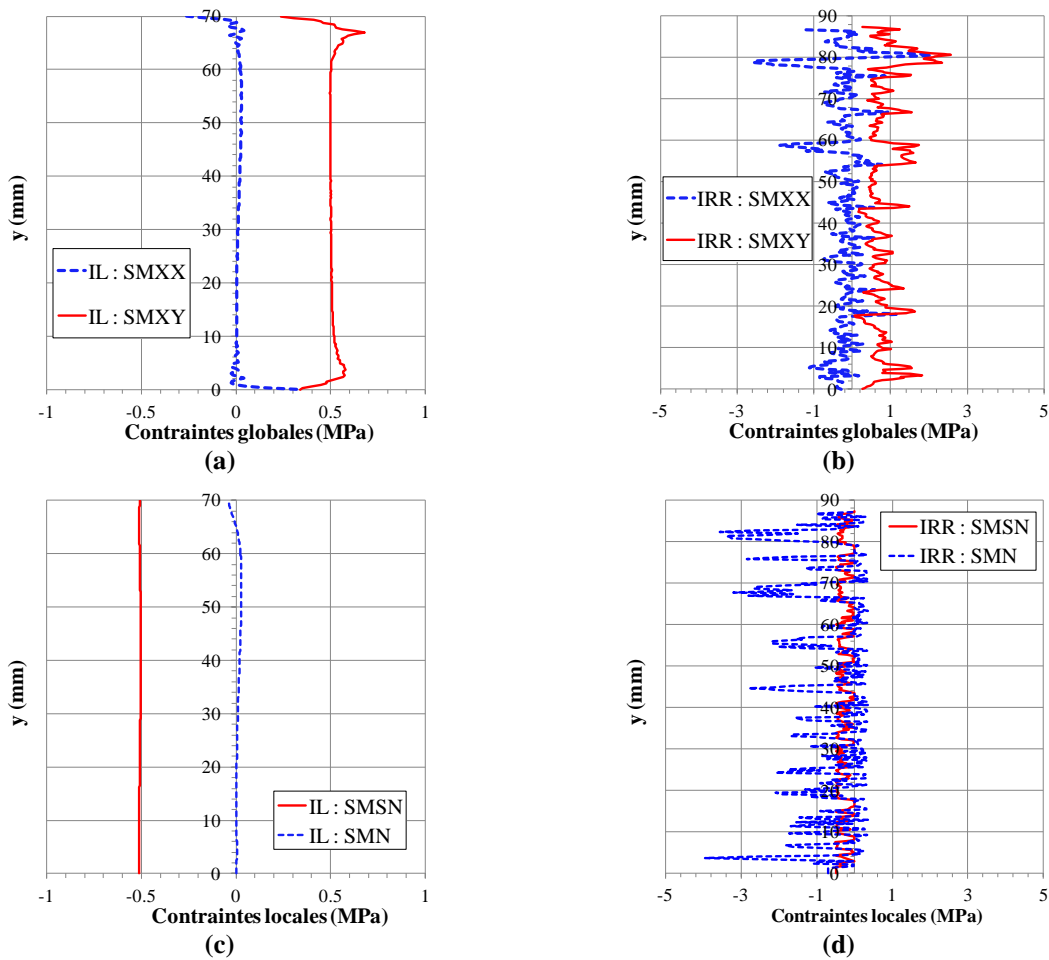 70
60
50
40
30
20
10
0
y (mm)
IL : SMXX
IL : SMXY
-1 -0.5 0 0.5 1
Contraintes globales (MPa)
(a)
90
80
70
60
50
40
30
20
10
0
y (mm)
IRR : SMXX
IRR : SMXY
-5 -3 -1 1 3 5
Contraintes globales (MPa)
(b)
70
60
50
40
30
20
10
0
y (mm)
IL : SMSN
IL : SMN
-1 -0.5 0 0.5 1
Contraintes locales (MPa)
(c)
90
80
70
60
50
40
30
20
10
0
y (mm)
IRR : SMSN
IRR : SMN
-5 -3 -1 1 3 5
Contraintes locales (MPa)
(d)